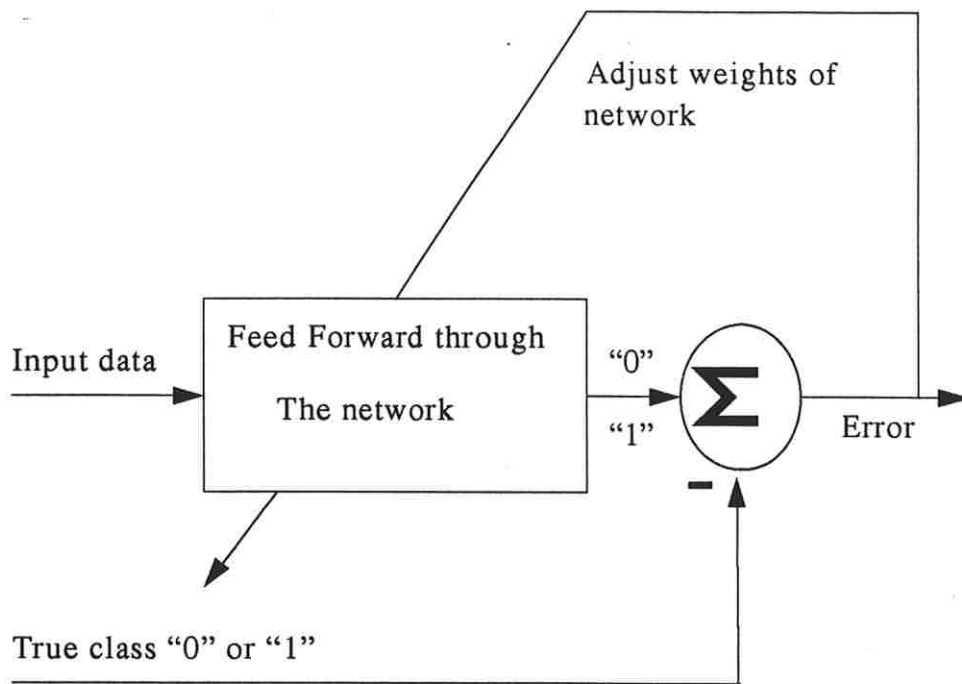 Adjust weights of
network
Feed Forward through
The network
Input data
“0”
“1”
Σ
Error
-
True class “0” or “1”